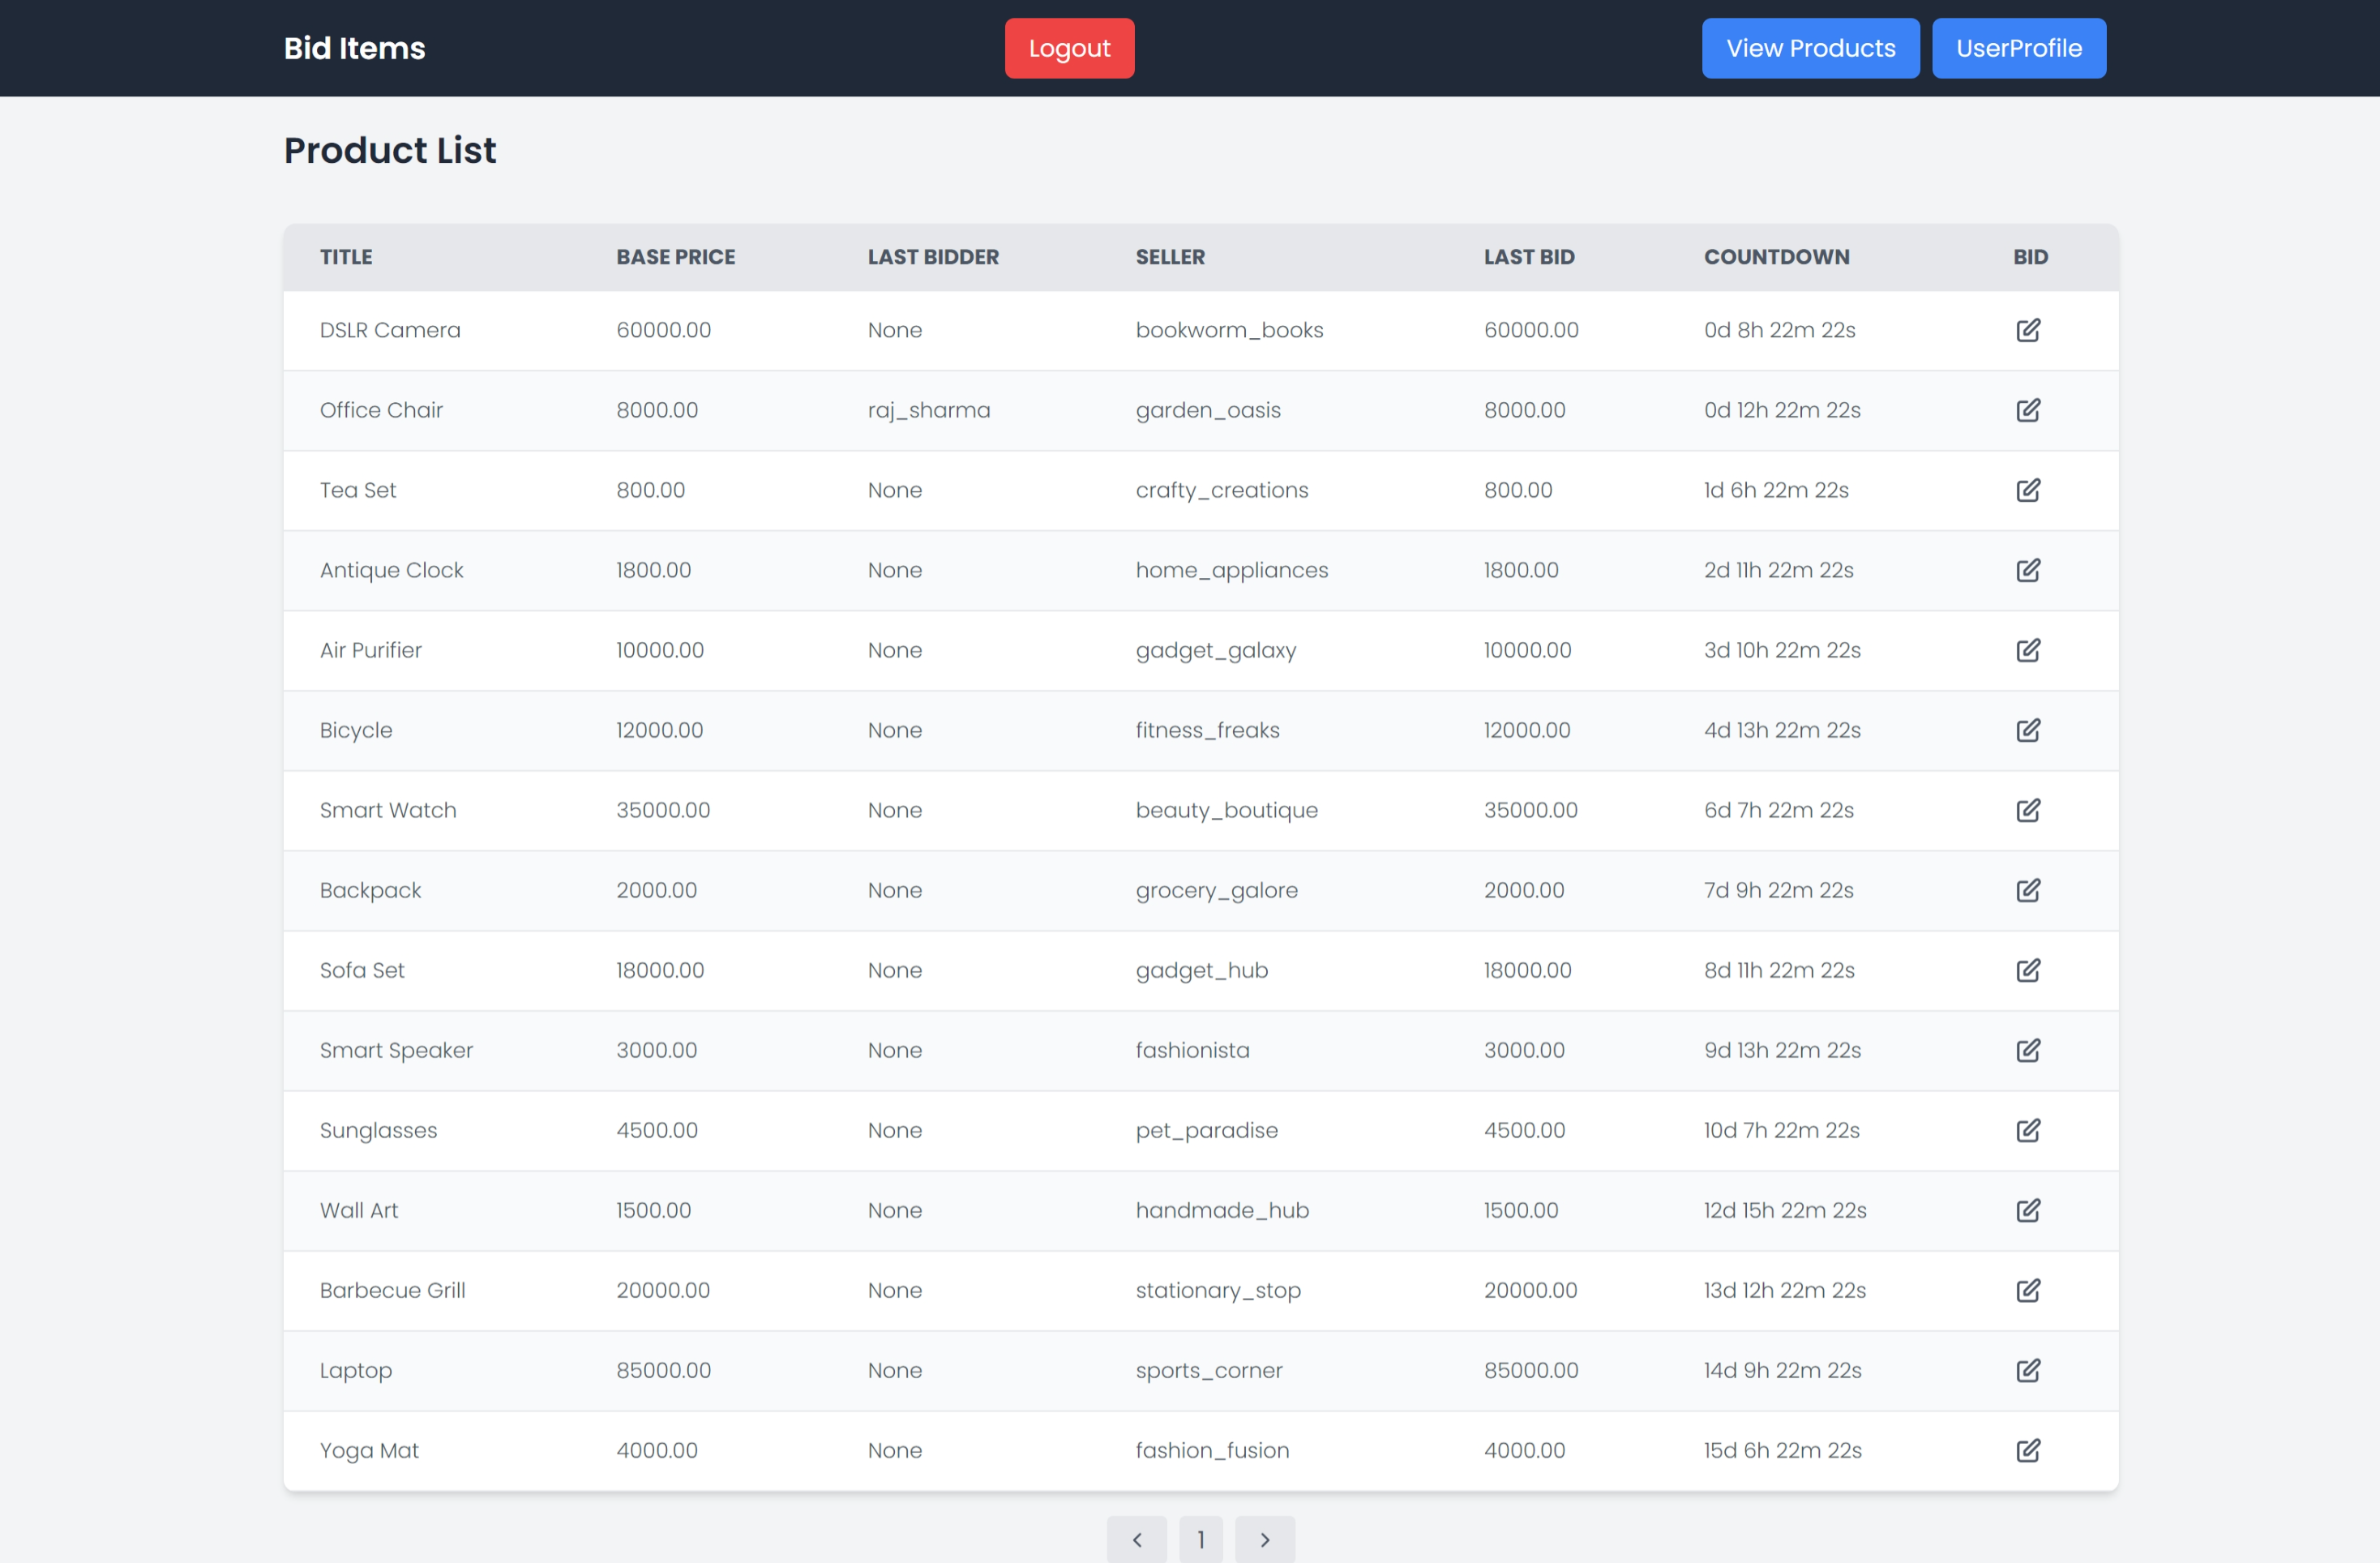 Bid Items Logout View Products UserProfile
Product List
TITLE BASE PRICE LAST BIDDER SELLER LAST BID COUNTDOWN BID
DSLR Camera 60000.00 None bookworm_books 60000.00 0d 8h 22m 22s
Office Chair 8000.00 raj_sharma garden_oasis 8000.00 0d 12h 22m 22s
Tea Set 800.00 None crafty_creations 800.00 1d 6h 22m 22s
Antique Clock 1800.00 None home_appliances 1800.00 2d 11h 22m 22s
Air Purifier 10000.00 None gadget_galaxy 10000.00 3d 10h 22m 22s
Bicycle 12000.00 None fitness_freaks 12000.00 4d 13h 22m 22s
Smart Watch 35000.00 None beauty_boutique 35000.00 6d 7h 22m 22s
Backpack 2000.00 None grocery_galore 2000.00 7d 9h 22m 22s
Sofa Set 18000.00 None gadget_hub 18000.00 8d 11h 22m 22s
Smart Speaker 3000.00 None fashionista 3000.00 9d 13h 22m 22s
Sunglasses 4500.00 None pet_paradise 4500.00 10d 7h 22m 22s
Wall Art 1500.00 None handmade_hub 1500.00 12d 15h 22m 22s
Barbecue Grill 20000.00 None stationary_stop 20000.00 13d 12h 22m 22s
Laptop 85000.00 None sports_corner 85000.00 14d 9h 22m 22s
Yoga Mat 4000.00 None fashion_fusion 4000.00 15d 6h 22m 22s
1